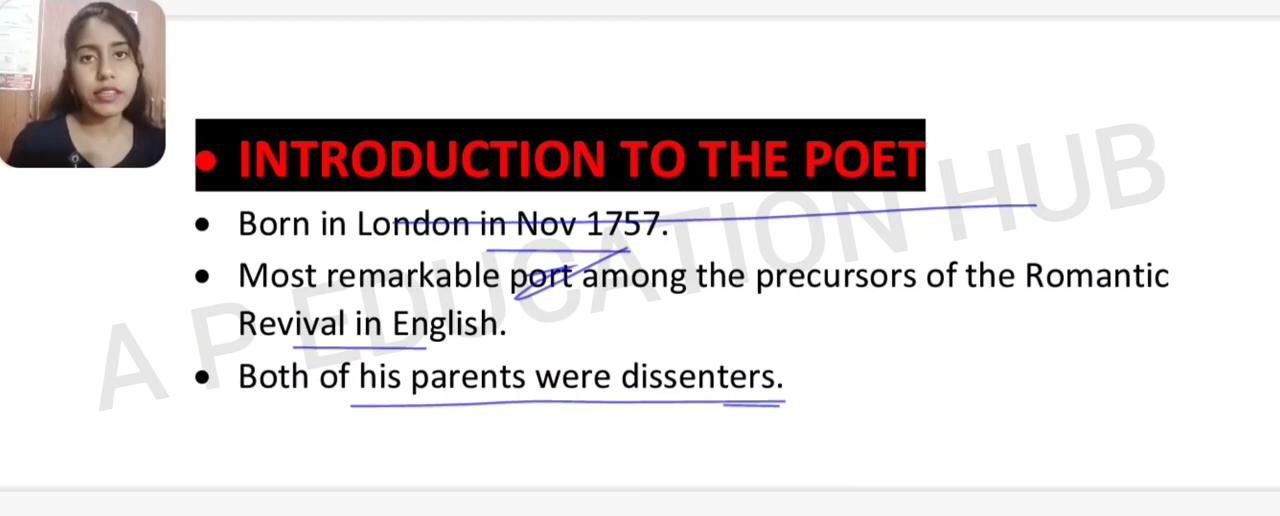 • INTRODUCTION TO THE POET
• Born in London in Nov 1757.
• Most remarkable port among the precursors of the Romantic
Revival in English.
• Both of his parents were dissenters.
A P EDUCATION HUB